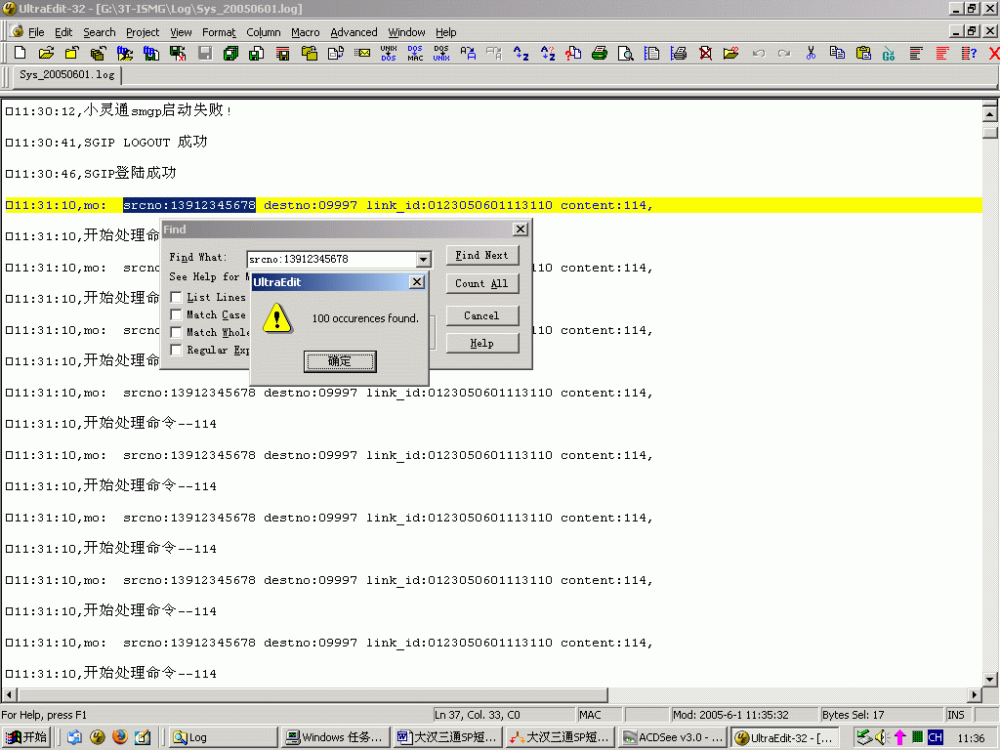 UltraEdit-32 - [G:\3T-ISMG\Log\Sys_20050601.log]
File Edit Search Project View Format Column Macro Advanced Window Help
Sys_20050601.log
11:30:12,小灵通smgp启动失败!
11:30:41,SGIP LOGOUT 成功
11:30:46,SGIP登陆成功
11:31:10,mo: srcno:13912345678 destno:09997 link_id:0123050601113110 content:114,
11:31:10,开始处理命
Find
Find What: srcno:13912345678
Find Next
11:31:10,mo: srcno
10 content:114,
See Help for
Count All
UltraEdit
11:31:10,开始处理命
List Lines
Match Case
100 occurences found.
Cancel
11:31:10,mo: srcno
10 content:114,
Match Whole
Help
Regular Exp
11:31:10,开始处理命
确定
11:31:10,mo: srcno:13912345678 destno:09997 link_id:0123050601113110 content:114,
11:31:10,开始处理命令--114
11:31:10,mo: srcno:13912345678 destno:09997 link_id:0123050601113110 content:114,
11:31:10,开始处理命令--114
11:31:10,mo: srcno:13912345678 destno:09997 link_id:0123050601113110 content:114,
11:31:10,开始处理命令--114
11:31:10,mo: srcno:13912345678 destno:09997 link_id:0123050601113110 content:114,
11:31:10,开始处理命令--114
11:31:10,mo: srcno:13912345678 destno:09997 link_id:0123050601113110 content:114,
11:31:10,开始处理命令--114
For Help, press F1 Ln 37, Col. 33, C0 MAC Mod: 2005-6-1 11:35:32 Bytes Sel: 17 INS
开始 Log Windows 任务... 大汉三通SP短... 大汉三通SP短... ACDSee v3.0 - ... UltraEdit-32 - [... CH 11:36